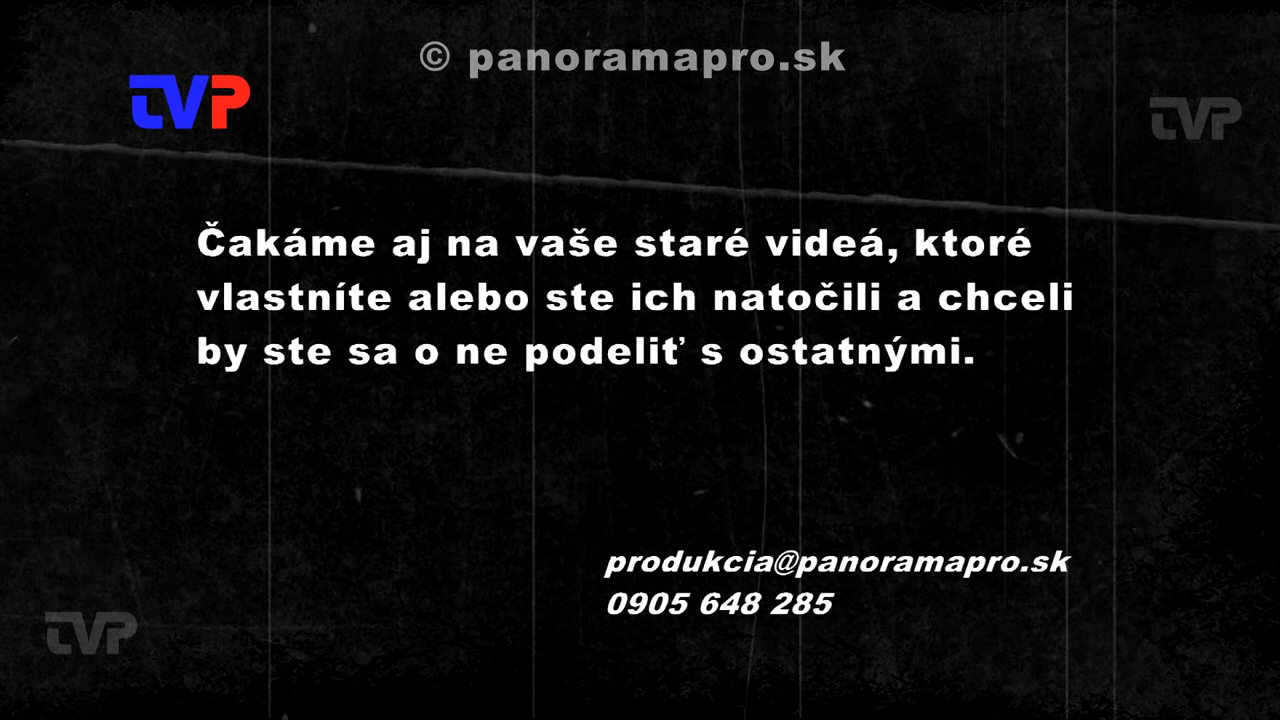 © panoramapro.sk
TVP
TVP
Čakáme aj na vaše staré videá, ktoré
vlastníte alebo ste ich natočili a chceli
by ste sa o ne podeliť s ostatnými.
produkcia@panoramapro.sk
0905 648 285
TVP